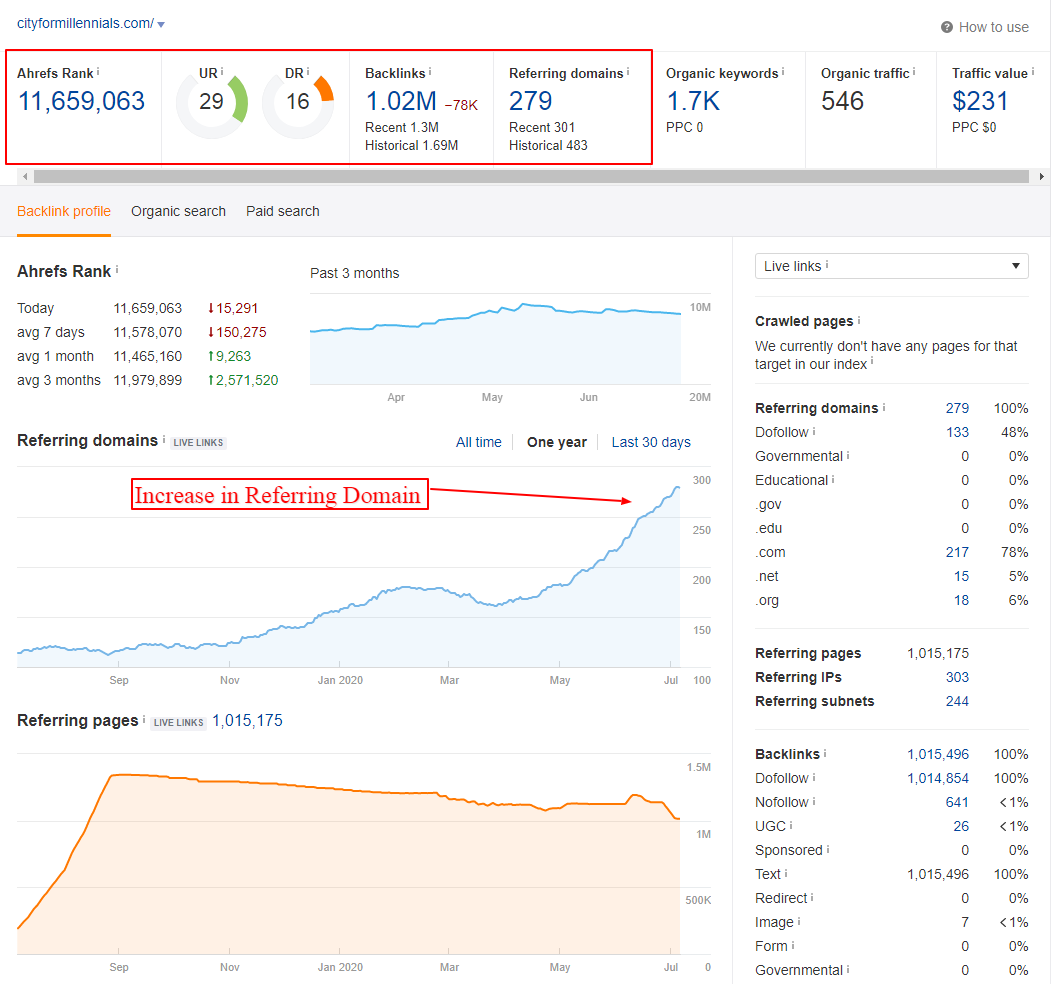 cityformillennials.com/
How to use
Ahrefs Rank i UR i DR i Backlinks i Referring domains i Organic keywords i Organic traffic i Traffic value i
11,659,063 29 16 1.02M –78K 279 1.7K 546 $231
Recent 1.3M Recent 301 PPC 0 PPC $0
Historical 1.69M Historical 483
Backlink profile Organic search Paid search
Ahrefs Rank i
Today 11,659,063 ↓15,291
avg 7 days 11,578,070 ↓150,275
avg 1 month 11,465,160 ↑9,263
avg 3 months 11,979,899 ↑2,571,520
Past 3 months
10M
20M
Apr May Jun
Referring domains i LIVE LINKS
All time One year Last 30 days
Increase in Referring Domain
300
250
200
150
100
Sep Nov Jan 2020 Mar May Jul
Referring pages i LIVE LINKS 1,015,175
1.5M
1M
500K
0
Sep Nov Jan 2020 Mar May Jul
Live links i
Crawled pages i
We currently don't have any pages for that
target in our index i
Referring domains i 279 100%
Dofollow i 133 48%
Governmental i 0 0%
Educational i 0 0%
.gov 0 0%
.edu 0 0%
.com 217 78%
.net 15 5%
.org 18 6%
Referring pages 1,015,175
Referring IPs 303
Referring subnets 244
Backlinks i 1,015,496 100%
Dofollow i 1,014,854 100%
Nofollow i 641 <1%
UGC i 26 <1%
Sponsored i 0 0%
Text i 1,015,496 100%
Redirect i 0 0%
Image i 7 <1%
Form i 0 0%
Governmental i 0 0%